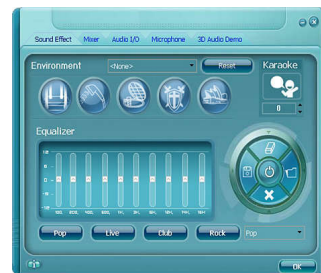 Sound Effect Mixer Audio I/O Microphone 3D Audio Demo
Environment <None> Reset Karaoke
0
Equalizer
Pop Live Club Rock Pop
OK